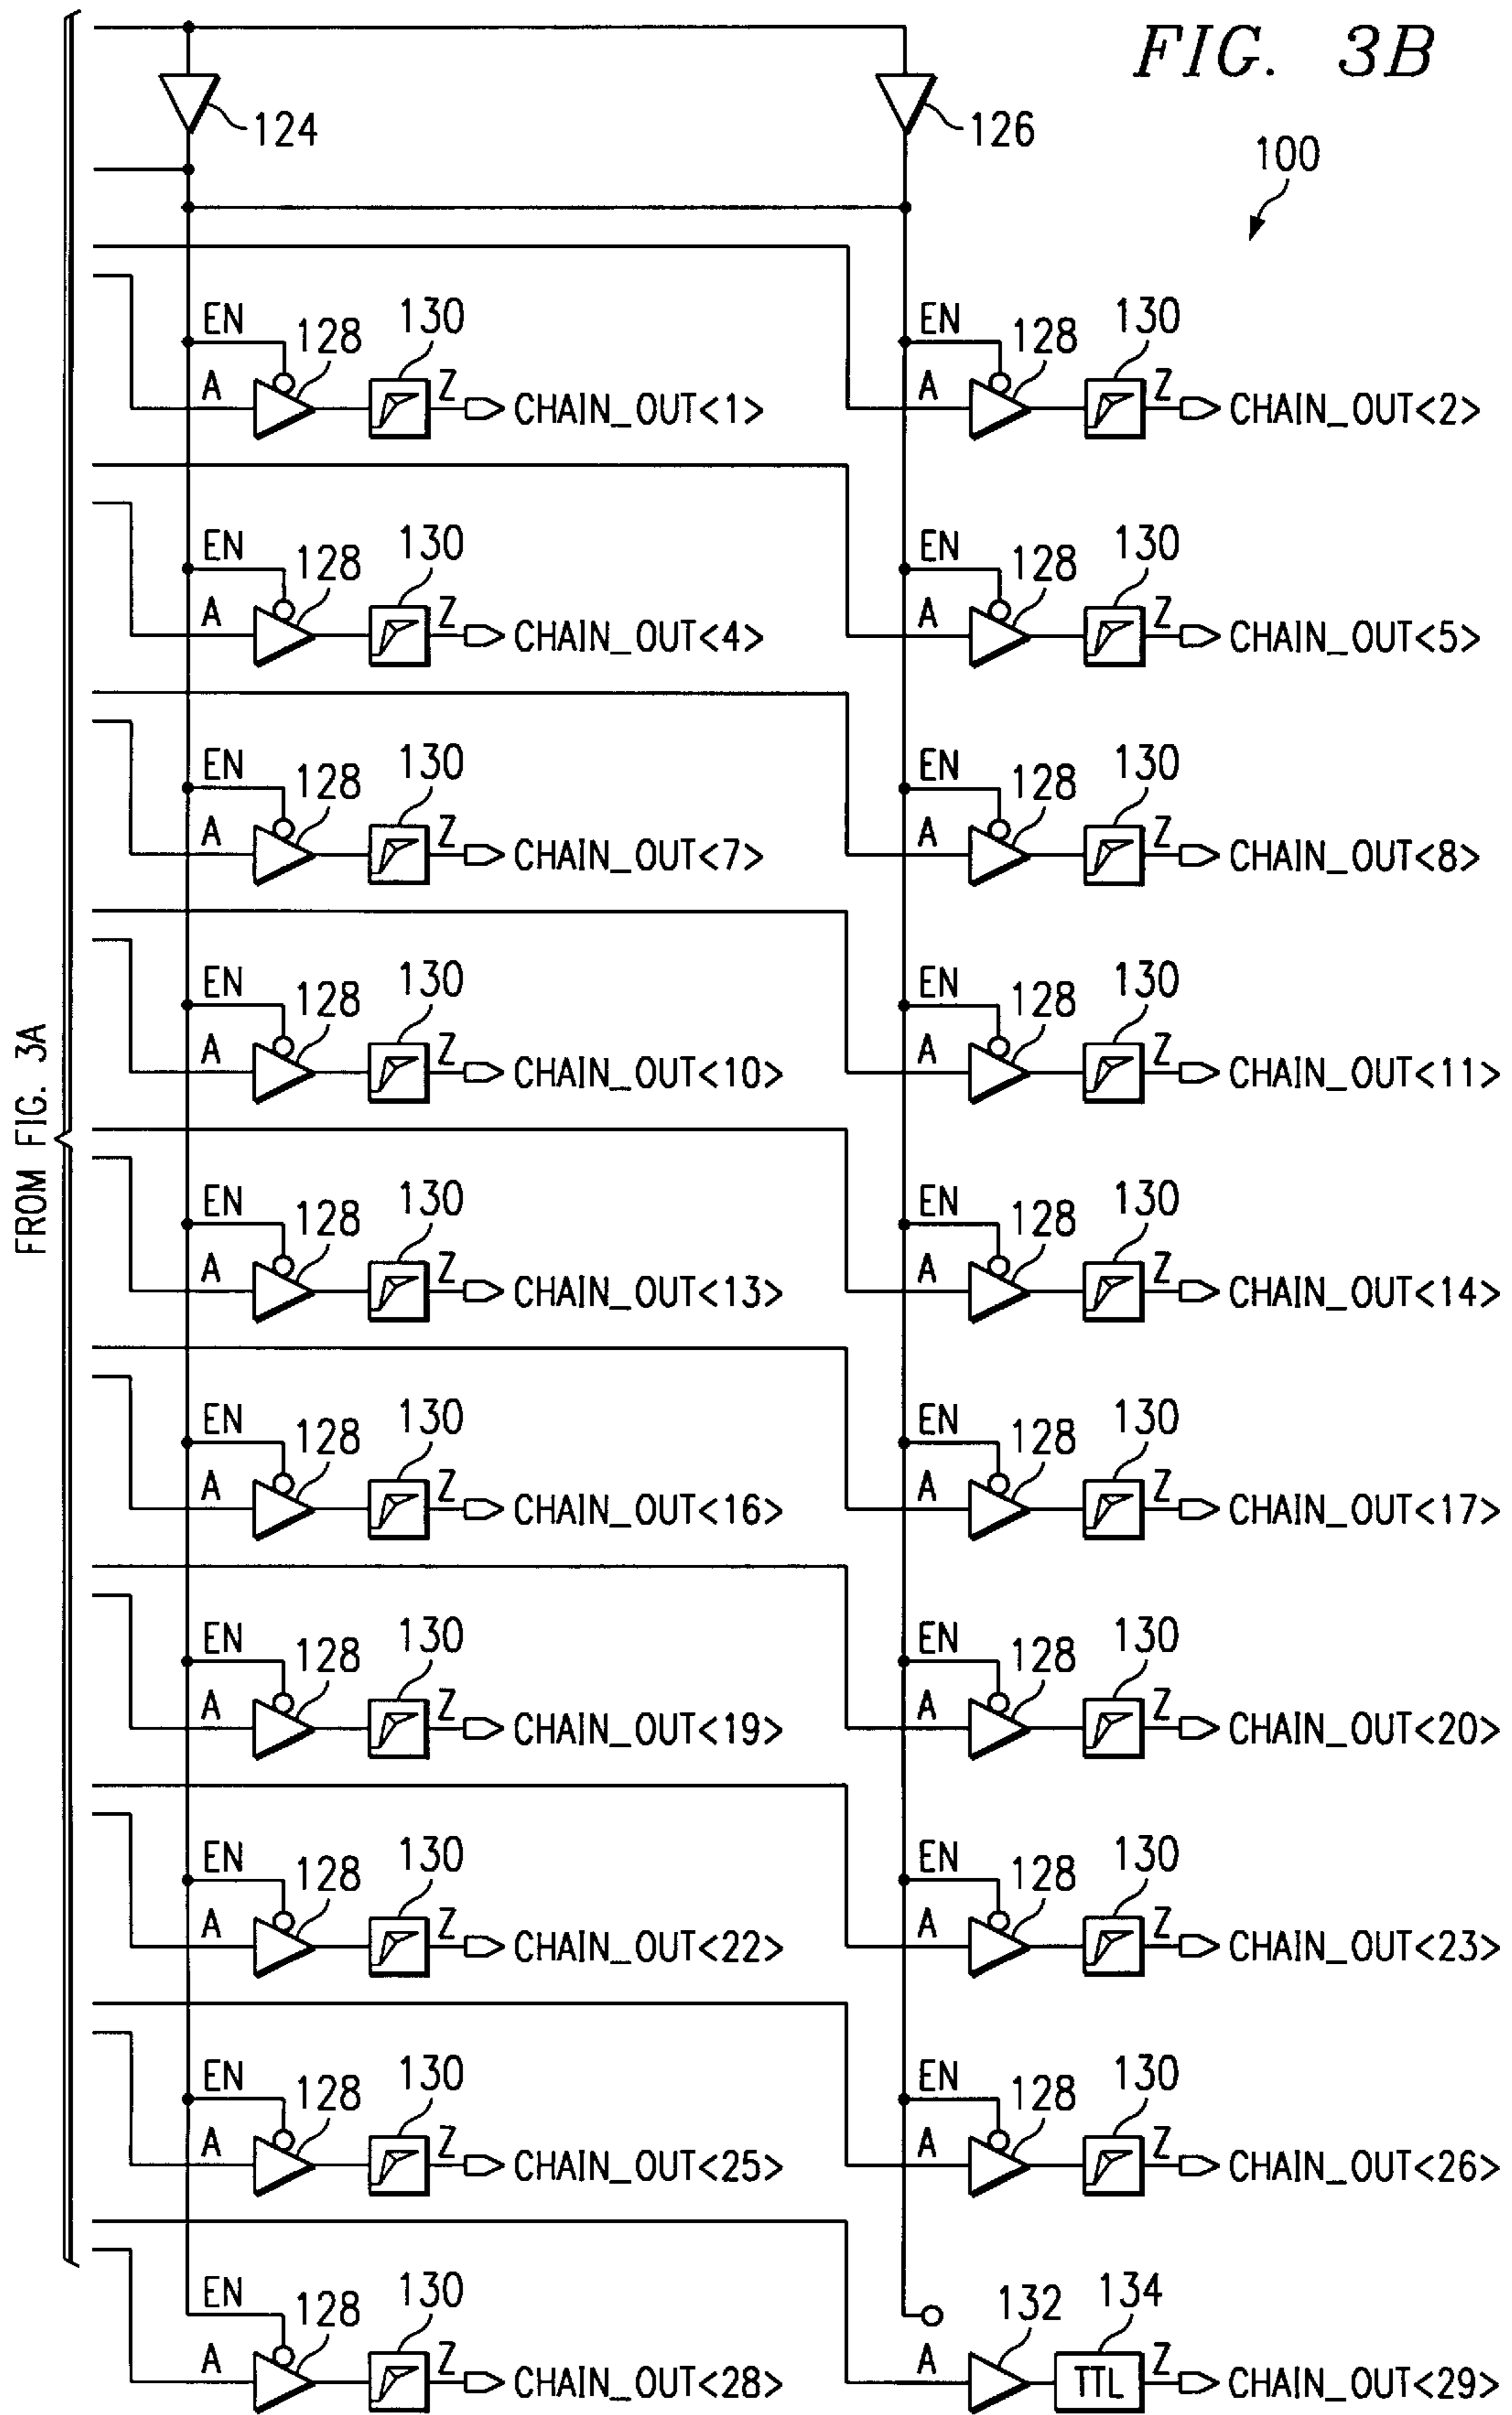 FIG. 3B
124
126
100
EN 128 130 EN 128 130
A Z CHAIN_OUT<1> A Z CHAIN_OUT<2>
EN 128 130 EN 128 130
A Z CHAIN_OUT<4> A Z CHAIN_OUT<5>
EN 128 130 EN 128 130
A Z CHAIN_OUT<7> A Z CHAIN_OUT<8>
EN 128 130 EN 128 130
A Z CHAIN_OUT<10> A Z CHAIN_OUT<11>
FROM FIG. 3A
EN 128 130 EN 128 130
A Z CHAIN_OUT<13> A Z CHAIN_OUT<14>
EN 128 130 EN 128 130
A Z CHAIN_OUT<16> A Z CHAIN_OUT<17>
EN 128 130 EN 128 130
A Z CHAIN_OUT<19> A Z CHAIN_OUT<20>
EN 128 130 EN 128 130
A Z CHAIN_OUT<22> A Z CHAIN_OUT<23>
EN 128 130 EN 128 130
A Z CHAIN_OUT<25> A Z CHAIN_OUT<26>
EN 128 130 132 134
A Z CHAIN_OUT<28> A TTL Z CHAIN_OUT<29>